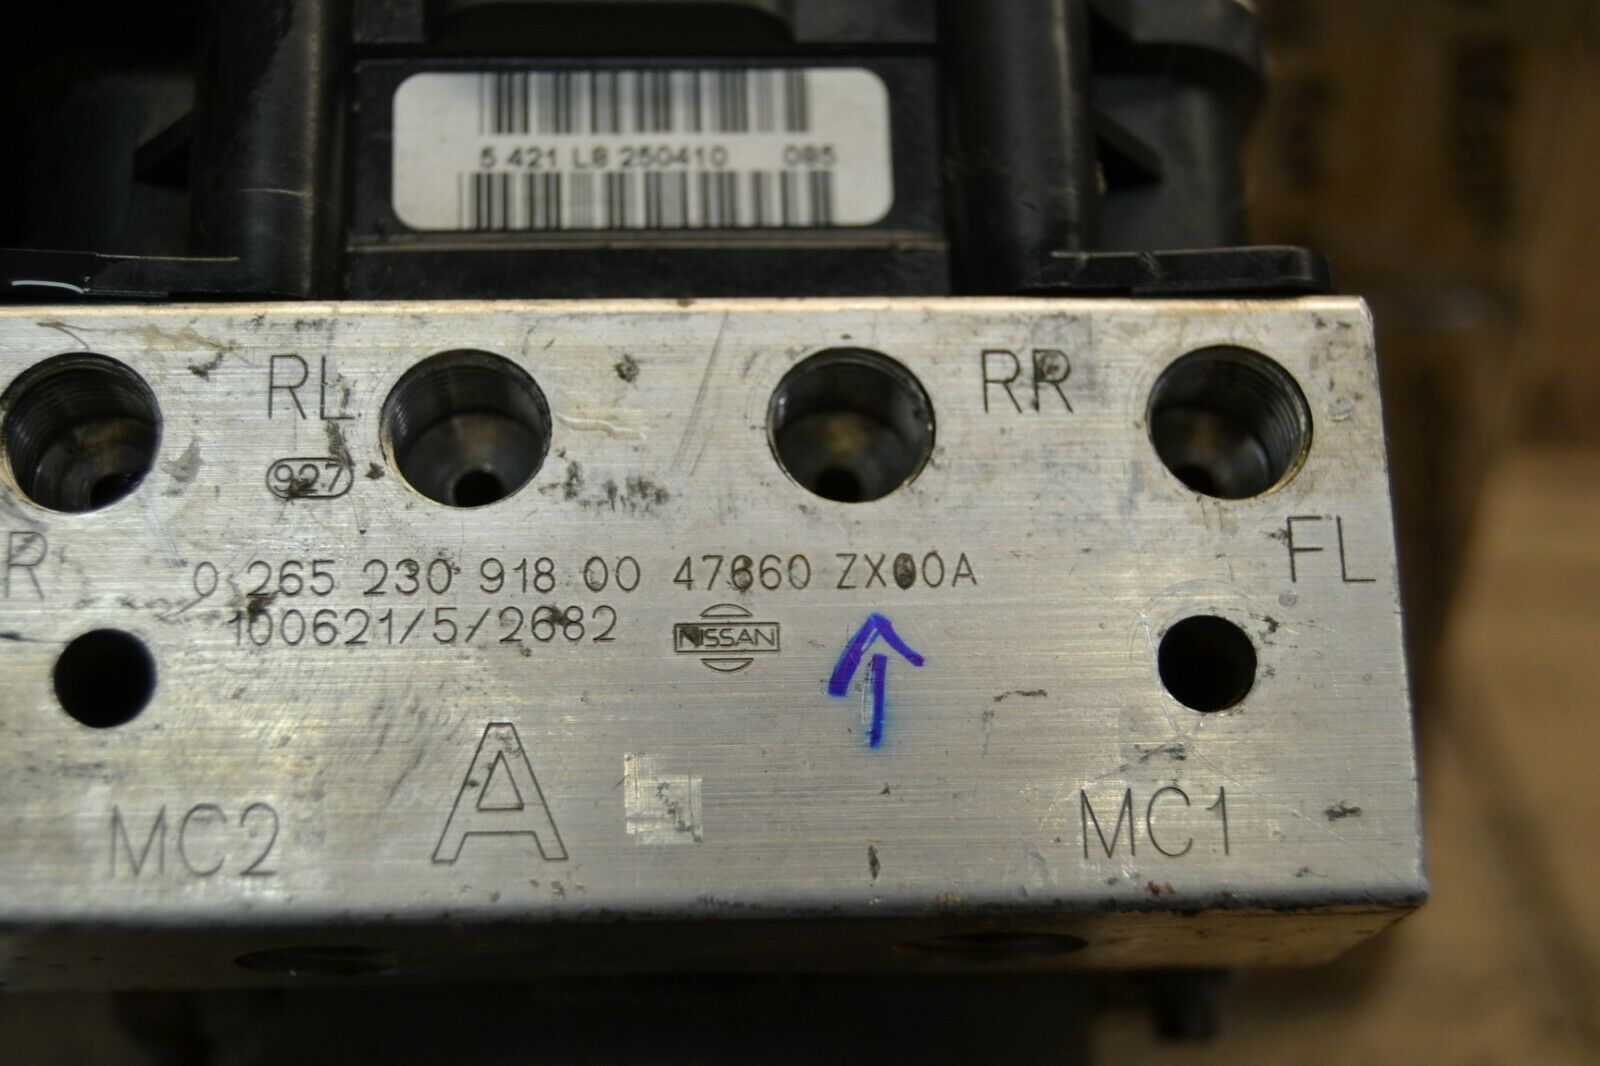 5 421 L8 250410 085
RL
RR
927
R
FL
0 265 230 918 00 47660 ZX00A
100621/5/2682
NISSAN
A
MC2
MC1